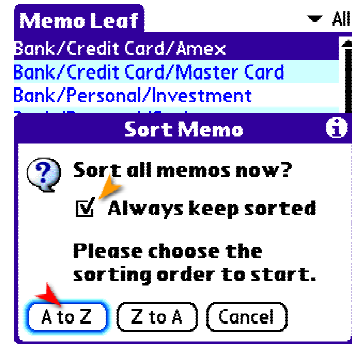 Memo Leaf All
Bank/Credit Card/Amex
Bank/Credit Card/Master Card
Bank/Personal/Investment
Sort Memo
Sort all memos now?
Always keep sorted
Please choose the
sorting order to start.
A to Z Z to A Cancel